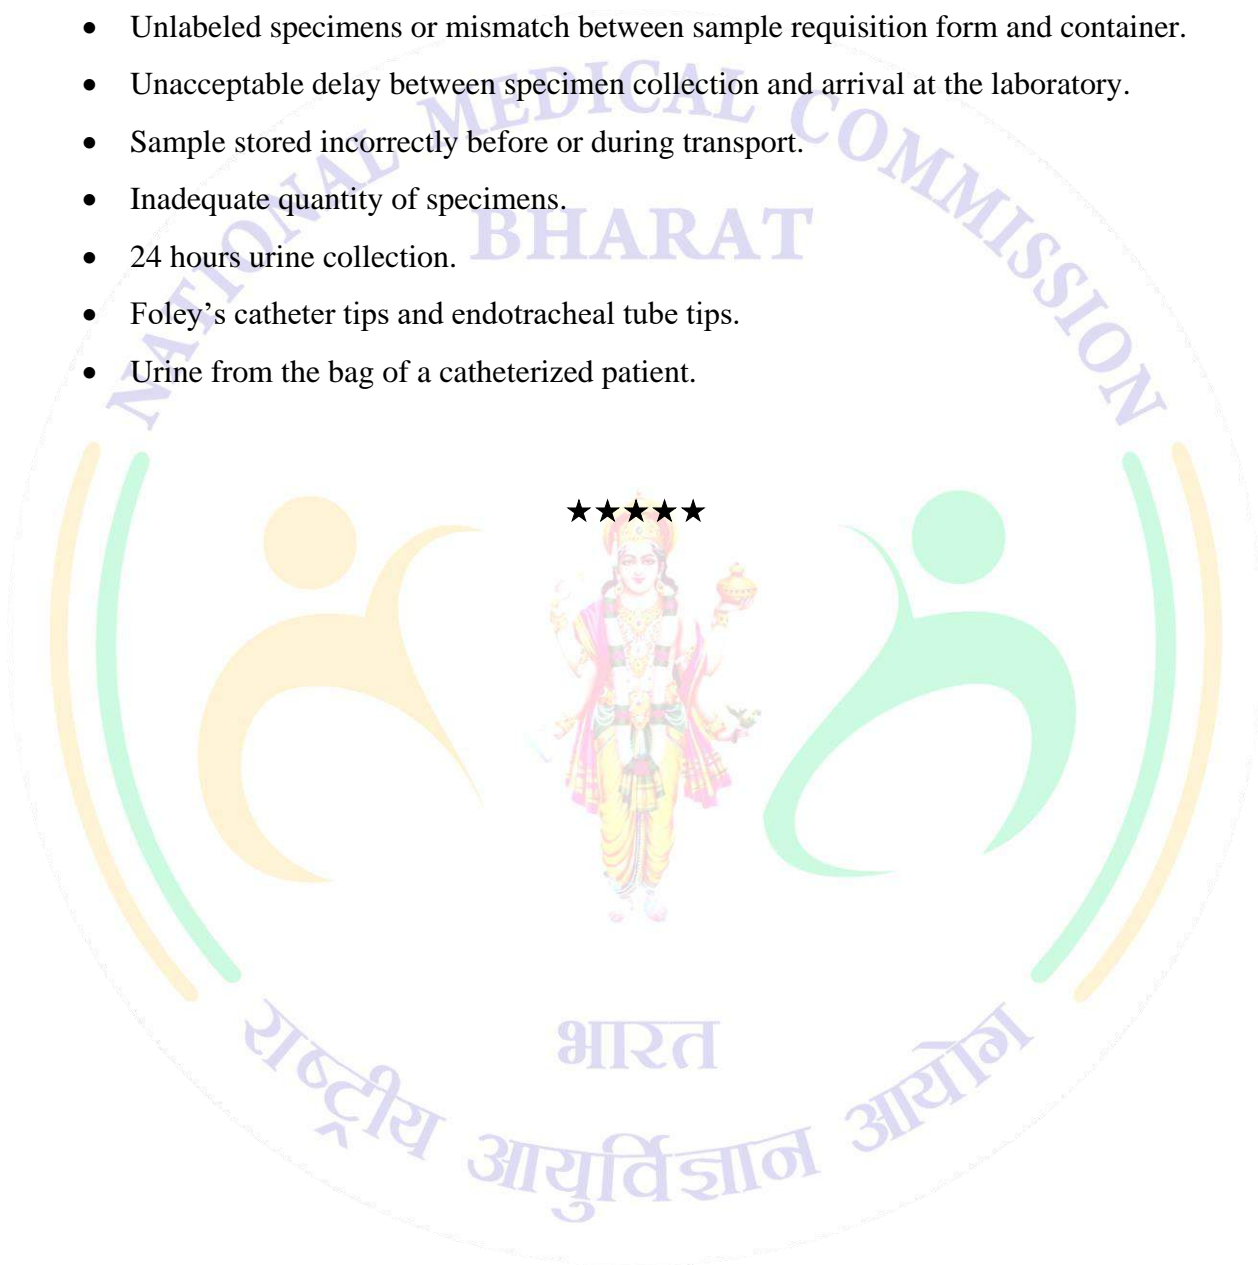 • Unlabeled specimens or mismatch between sample requisition form and container.
• Unacceptable delay between specimen collection and arrival at the laboratory.
• Sample stored incorrectly before or during transport.
• Inadequate quantity of specimens.
• 24 hours urine collection.
• Foley’s catheter tips and endotracheal tube tips.
• Urine from the bag of a catheterized patient.
★★★★★
NATIONAL MEDICAL COMMISSION
BHARAT
भारत
राष्ट्रीय आयुर्विज्ञान आयोग